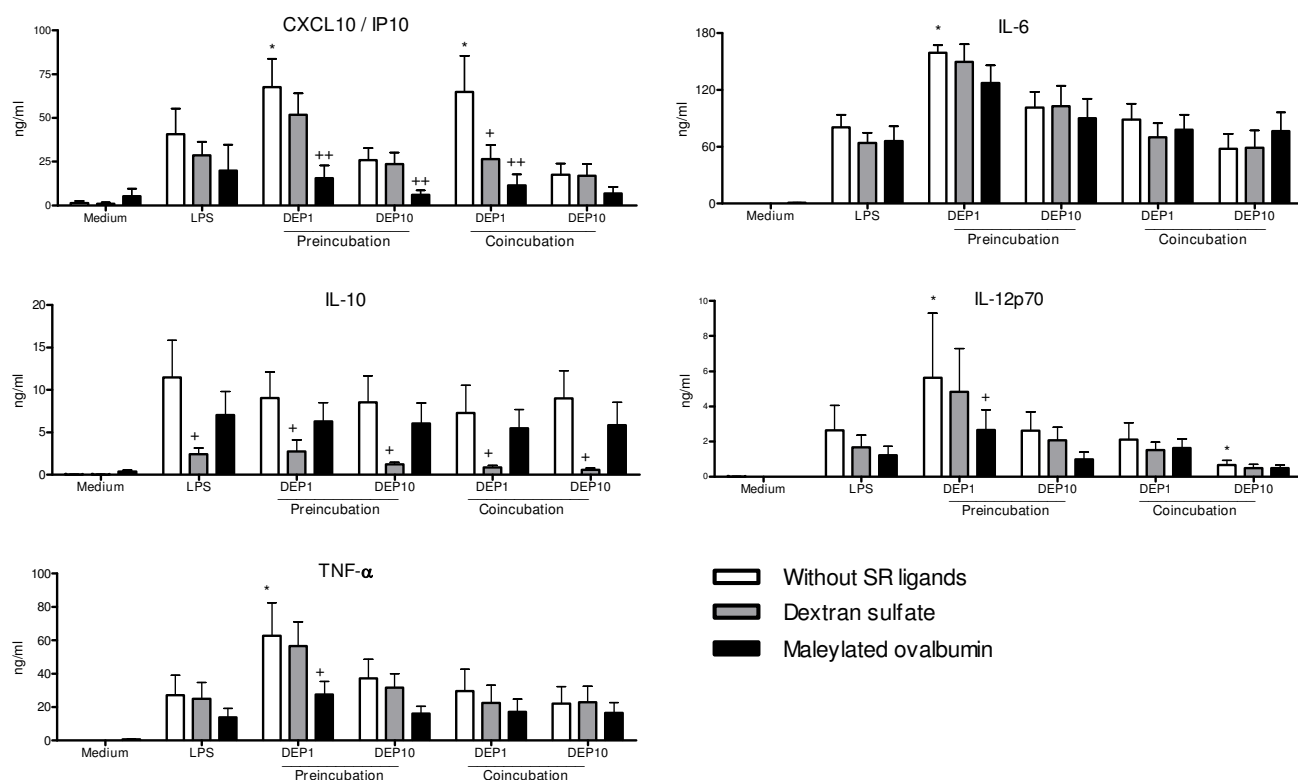 CXCL10 / IP10
100
75
50
25
0
ng/ml
*
*
++
++
+
++
Medium LPS DEP1 DEP10 DEP1 DEP10
Preincubation Coincubation
IL-6
180
120
60
0
ng/ml
*
Medium LPS DEP1 DEP10 DEP1 DEP10
Preincubation Coincubation
IL-10
20
15
10
5
0
ng/ml
+ + + + +
Medium LPS DEP1 DEP10 DEP1 DEP10
Preincubation Coincubation
IL-12p70
10
8
6
4
2
0
ng/ml
*
+
*
Medium LPS DEP1 DEP10 DEP1 DEP10
Preincubation Coincubation
TNF-α
100
80
60
40
20
0
ng/ml
*
+
Medium LPS DEP1 DEP10 DEP1 DEP10
Preincubation Coincubation
Without SR ligands
Dextran sulfate
Maleylated ovalbumin